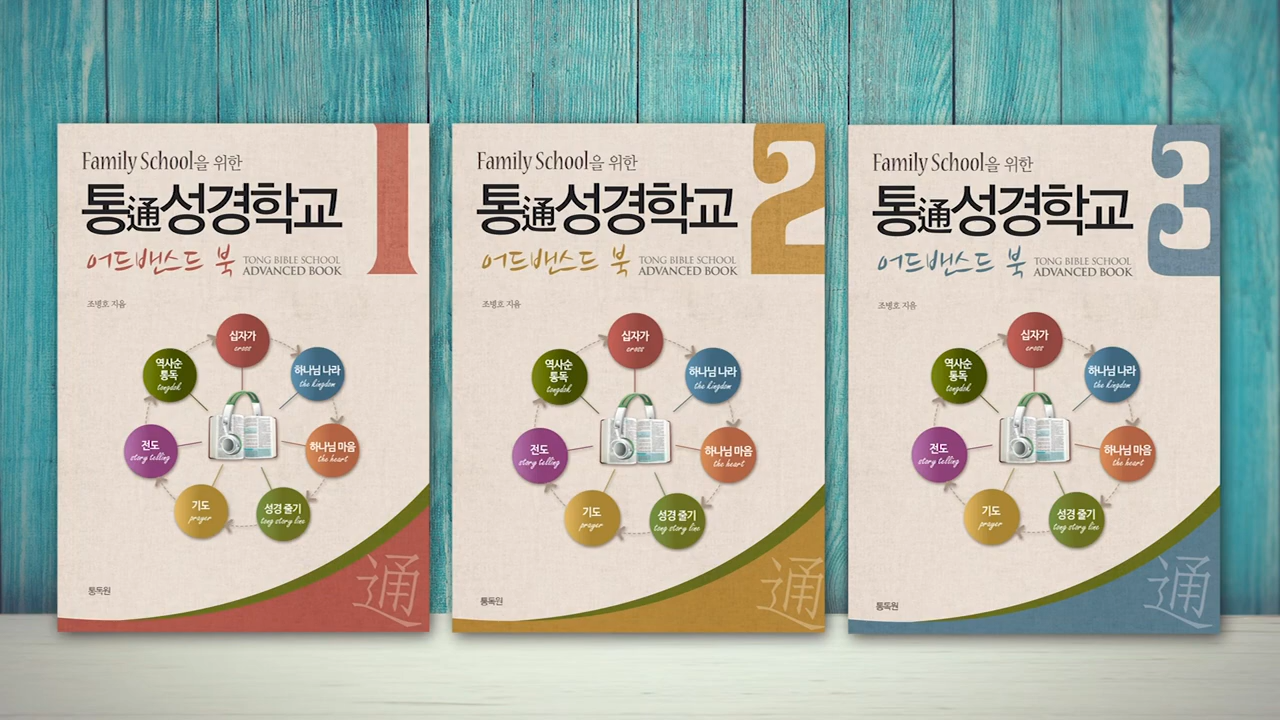 Family School을 위한
1
통通성경학교
어드밴스드 북
TONG BIBLE SCHOOL
ADVANCED BOOK
조병호 지음
십자가
cross
하나님 나라
the kingdom
하나님 마음
the heart
성경 줄기
tong story line
기도
prayer
전도
story telling
역사순
통독
tongdok
통독원
通
Family School을 위한
2
통通성경학교
어드밴스드 북
TONG BIBLE SCHOOL
ADVANCED BOOK
조병호 지음
십자가
cross
하나님 나라
the kingdom
하나님 마음
the heart
성경 줄기
tong story line
기도
prayer
전도
story telling
역사순
통독
tongdok
통독원
通
Family School을 위한
3
통通성경학교
어드밴스드 북
TONG BIBLE SCHOOL
ADVANCED BOOK
조병호 지음
십자가
cross
하나님 나라
the kingdom
하나님 마음
the heart
성경 줄기
tong story line
기도
prayer
전도
story telling
역사순
통독
tongdok
통독원
通